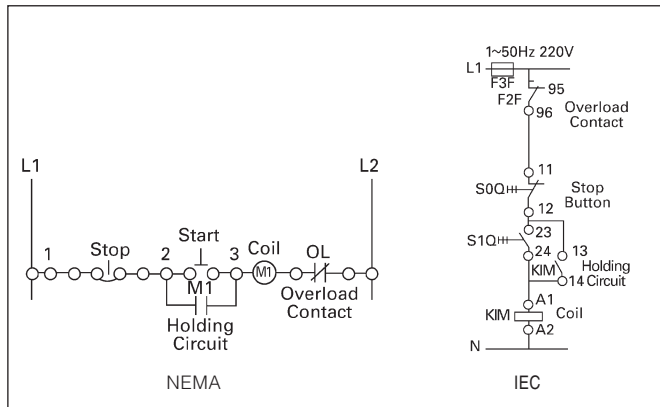 L1 L2
1 Stop 2 Start 3 Coil OL
M1
M1
Overload
Contact
Holding
Circuit
NEMA
1~50Hz 220V
L1
F3F
F2F 95
96
Overload
Contact
11
S0Q
Stop
Button
12
23
S1Q
24 13
KIM Holding
14 Circuit
A1
KIM Coil
A2
N
IEC